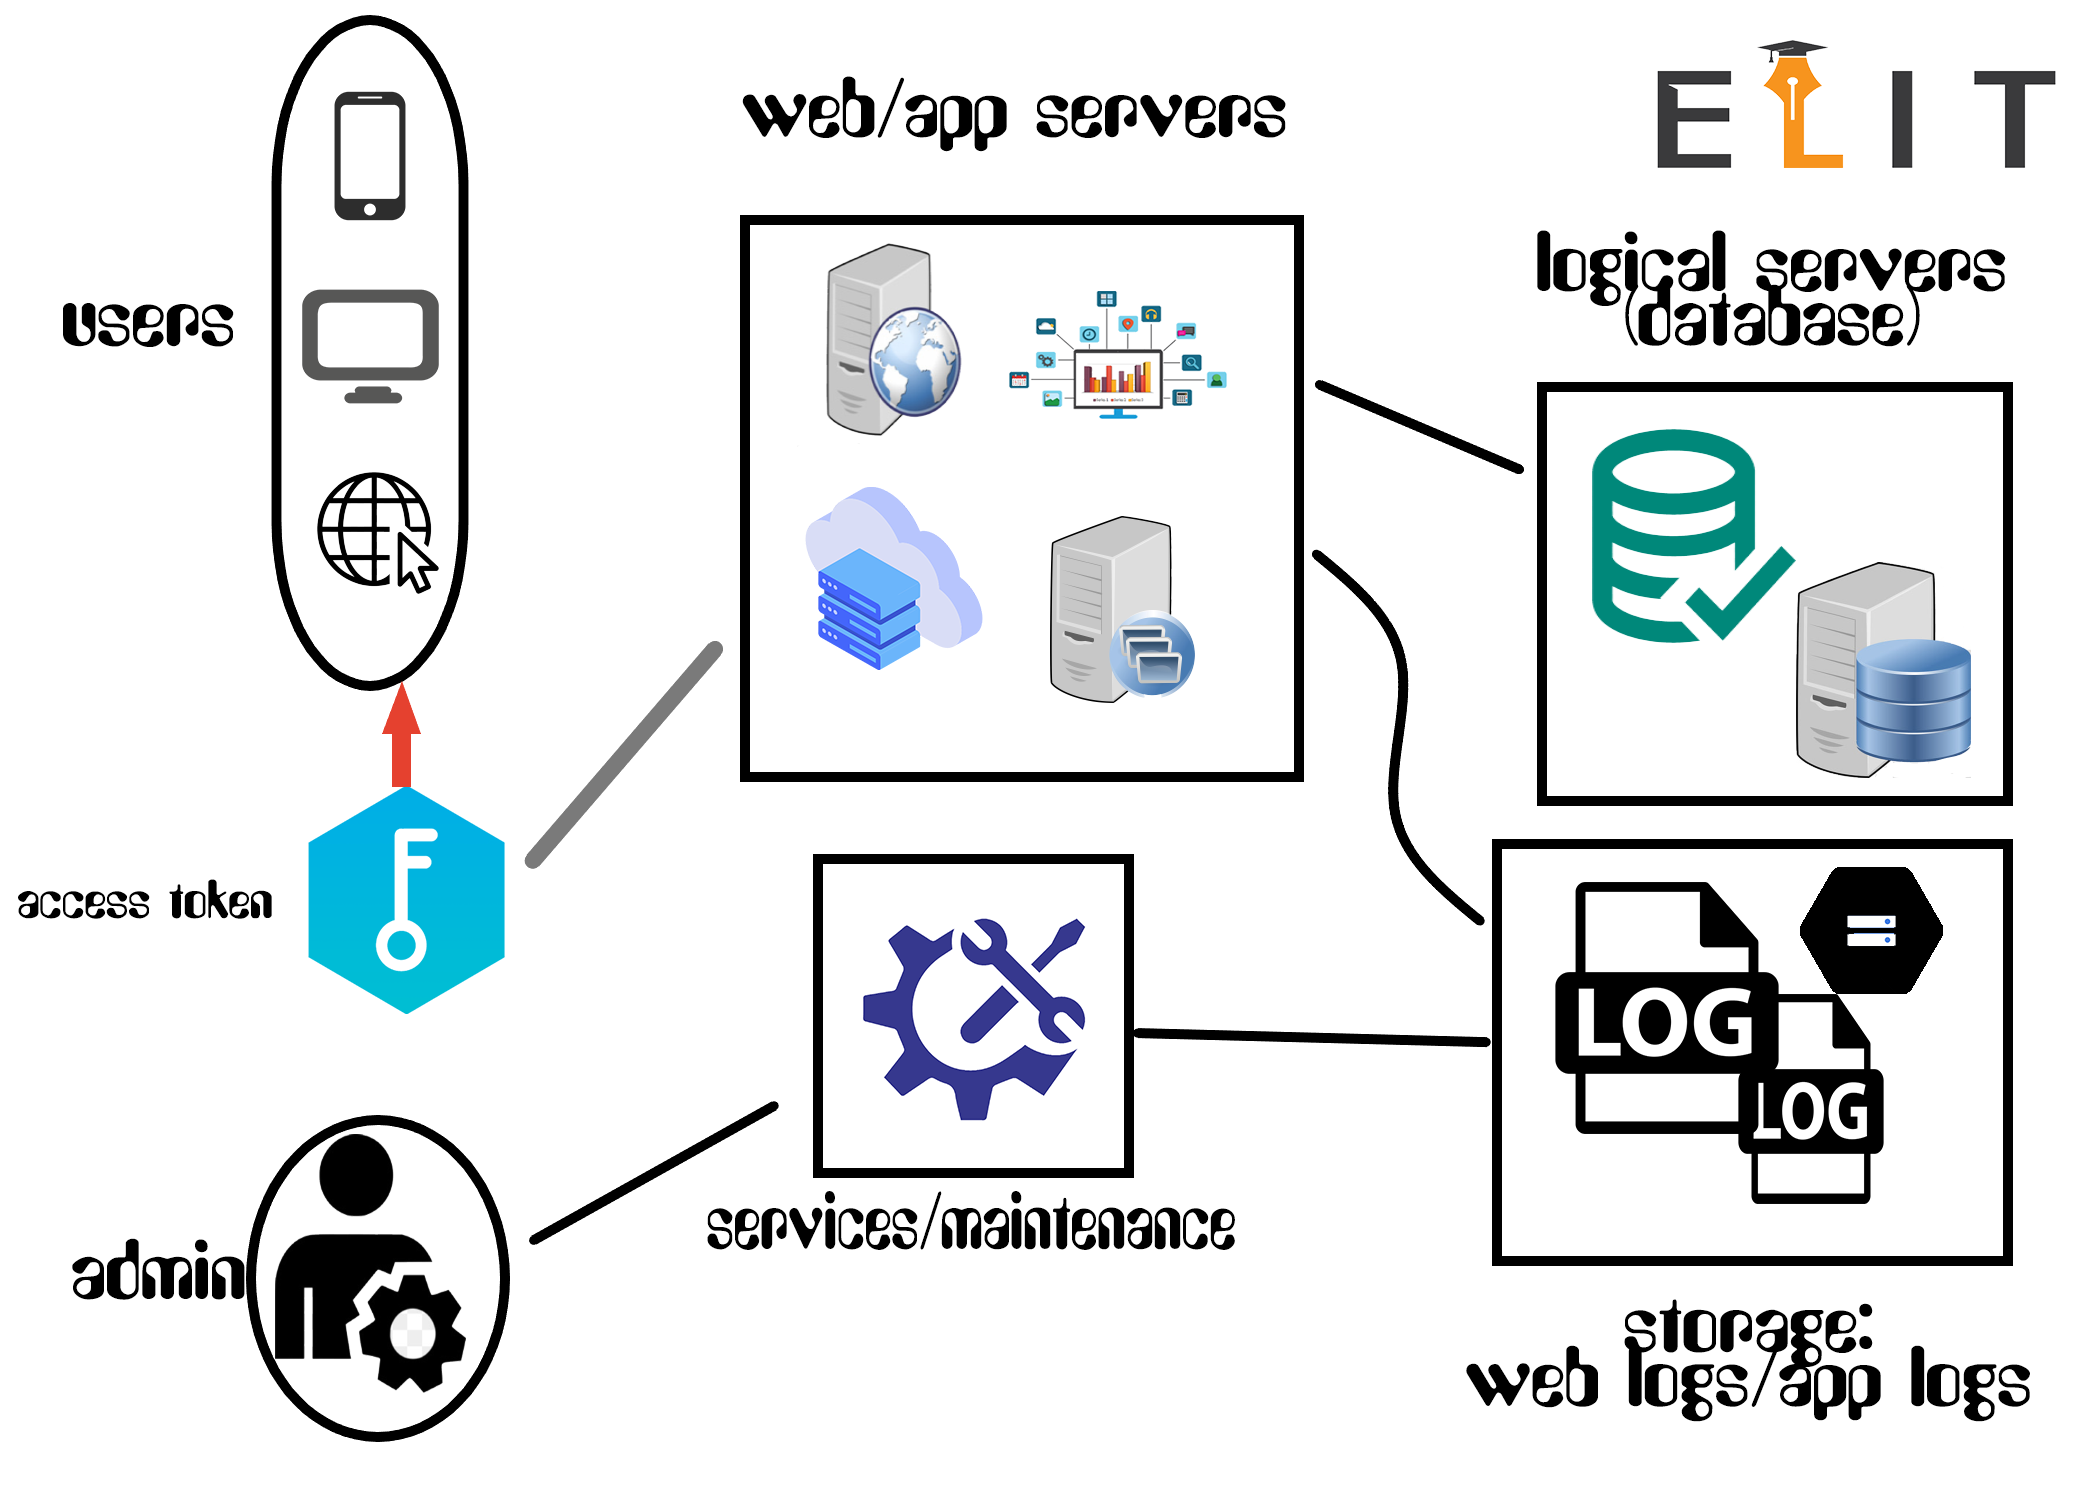 web/app servers
ELIT
users
logical servers
(database)
access token
LOG
LOG
admin
services/maintenance
storage:
web logs/app logs